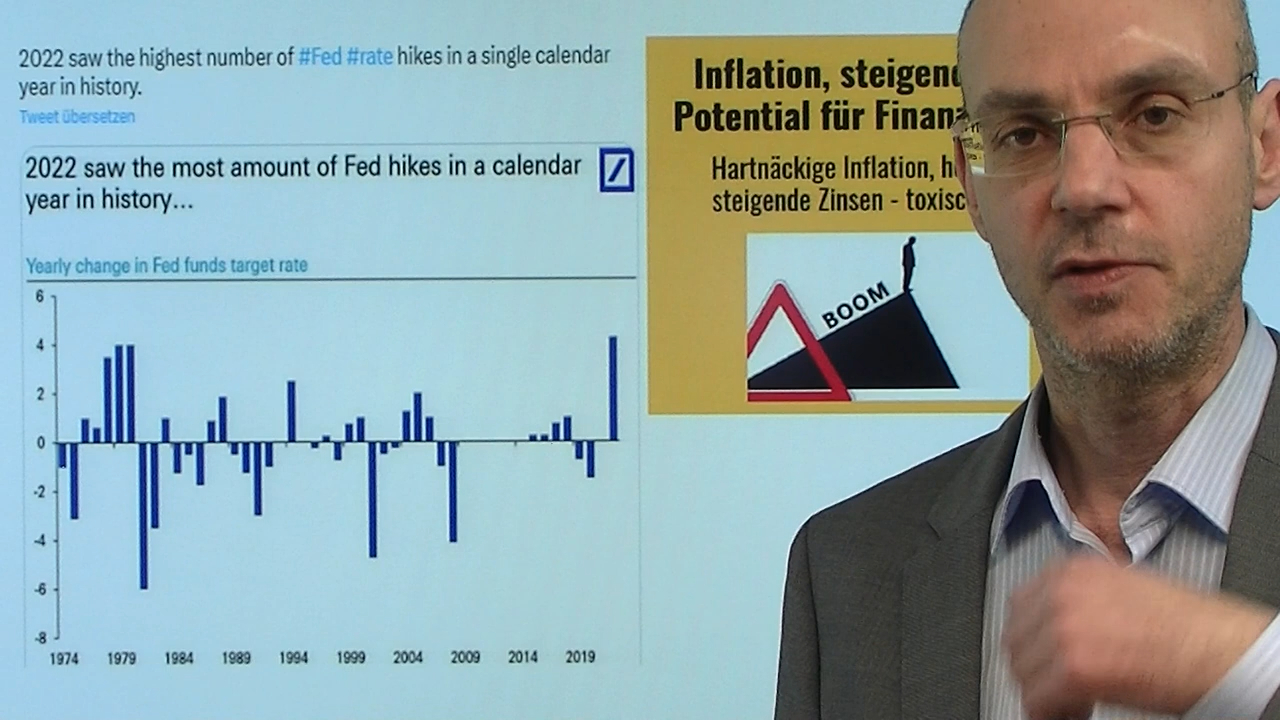 2022 saw the highest number of #Fed #rate hikes in a single calendar
year in history.
Tweet übersetzen
2022 saw the most amount of Fed hikes in a calendar
year in history...
Yearly change in Fed funds target rate
6
4
2
0
-2
-4
-6
-8
1974 1979 1984 1989 1994 1999 2004 2009 2014 2019
Inflation, steigend
Potential für Finanz
Hartnäckige Inflation, h
steigende Zinsen - toxisc
BOOM